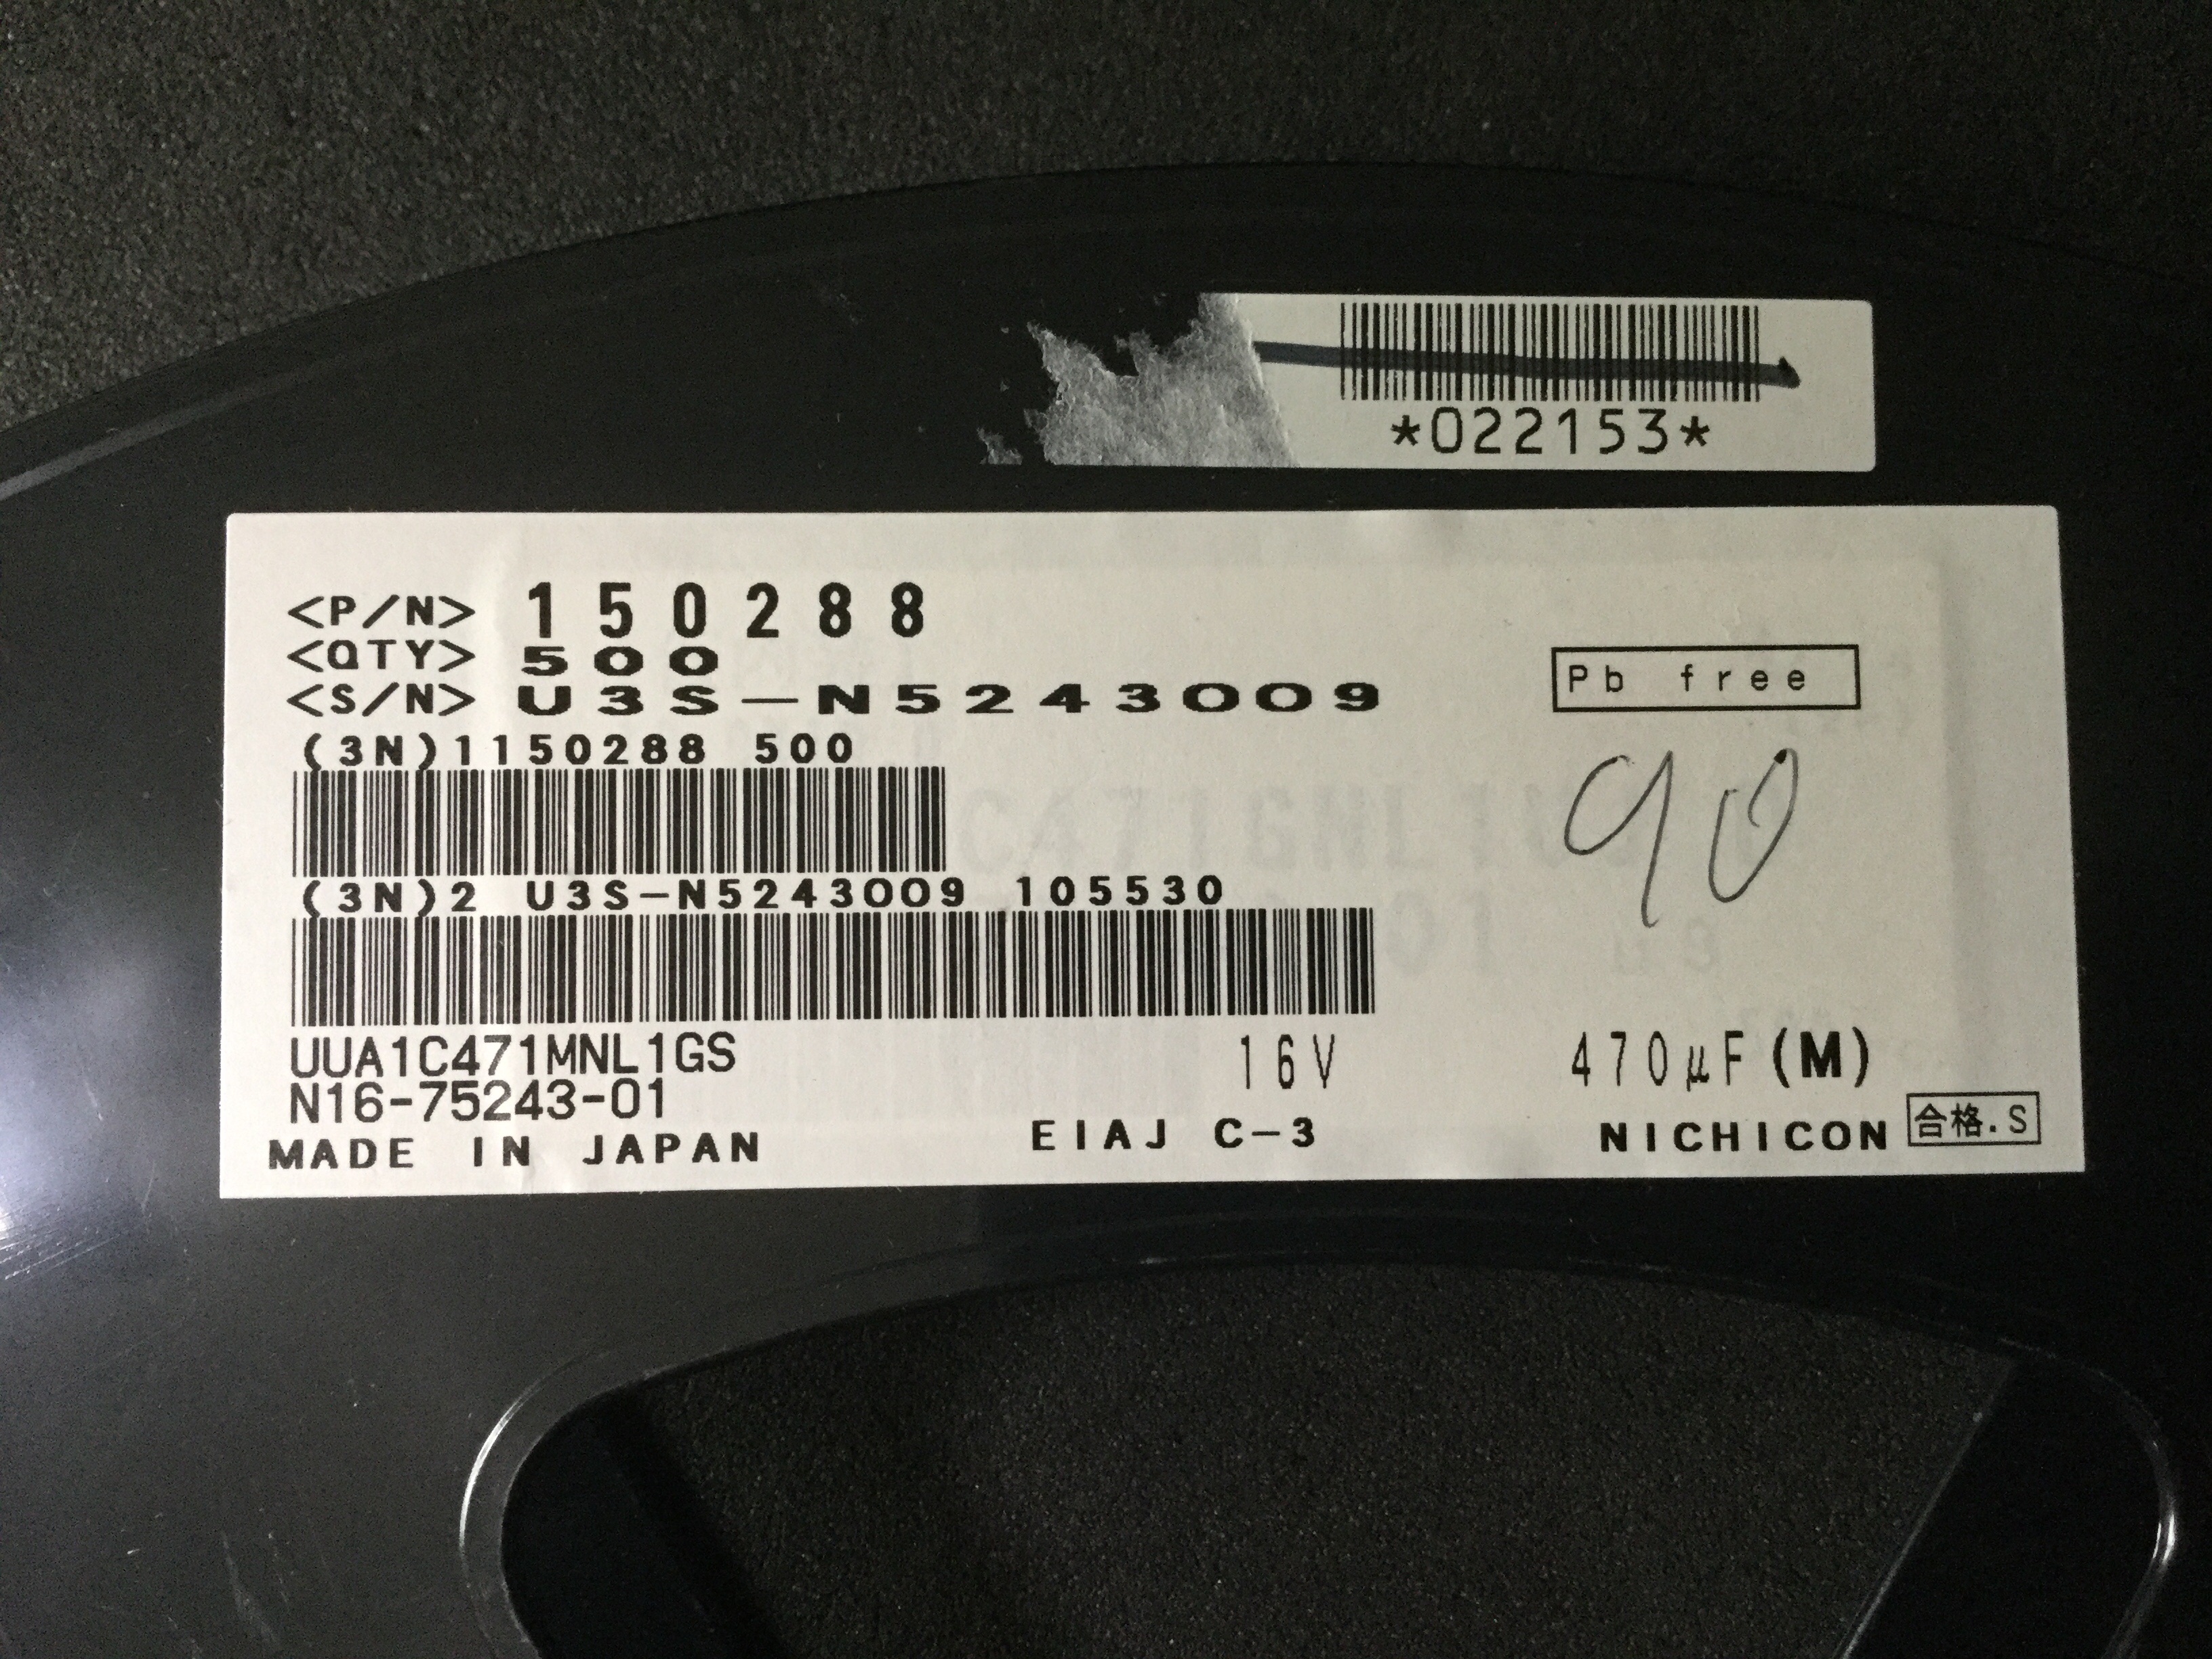 *022153*
<P/N> 150288
<QTY> 500
<S/N> U3S-N5243009
Pb free
(3N)1150288 500
90
(3N)2 U3S-N5243009 105530
UUA1C471MNL1GS 16V 470μF(M)
N16-75243-01
MADE IN JAPAN EIAJ C-3 NICHICON 合格.S